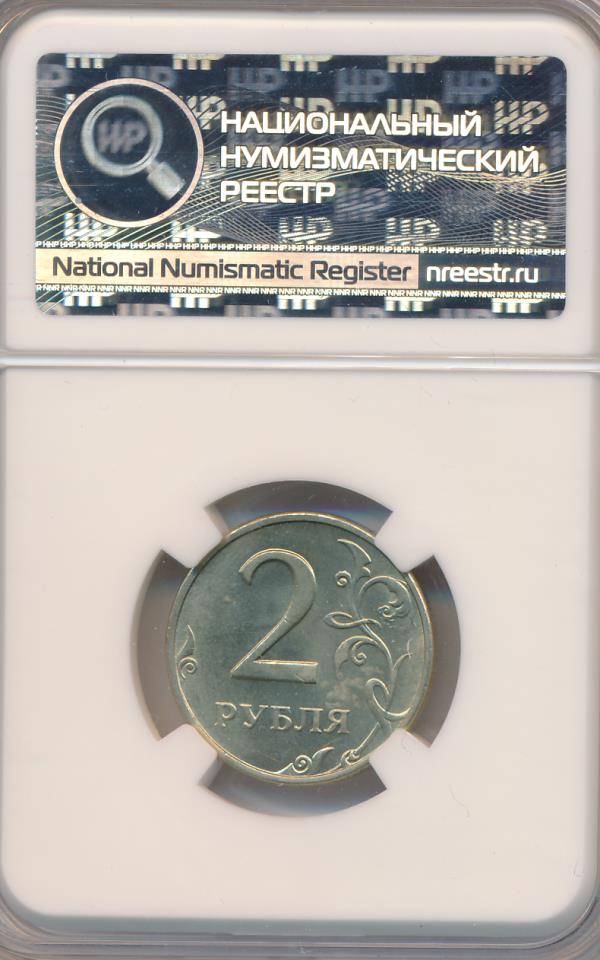 НАЦИОНАЛЬНЫЙ
НУМИЗМАТИЧЕСКИЙ
РЕЕСТР
National Numismatic Register nreestr.ru
2
РУБЛЯ